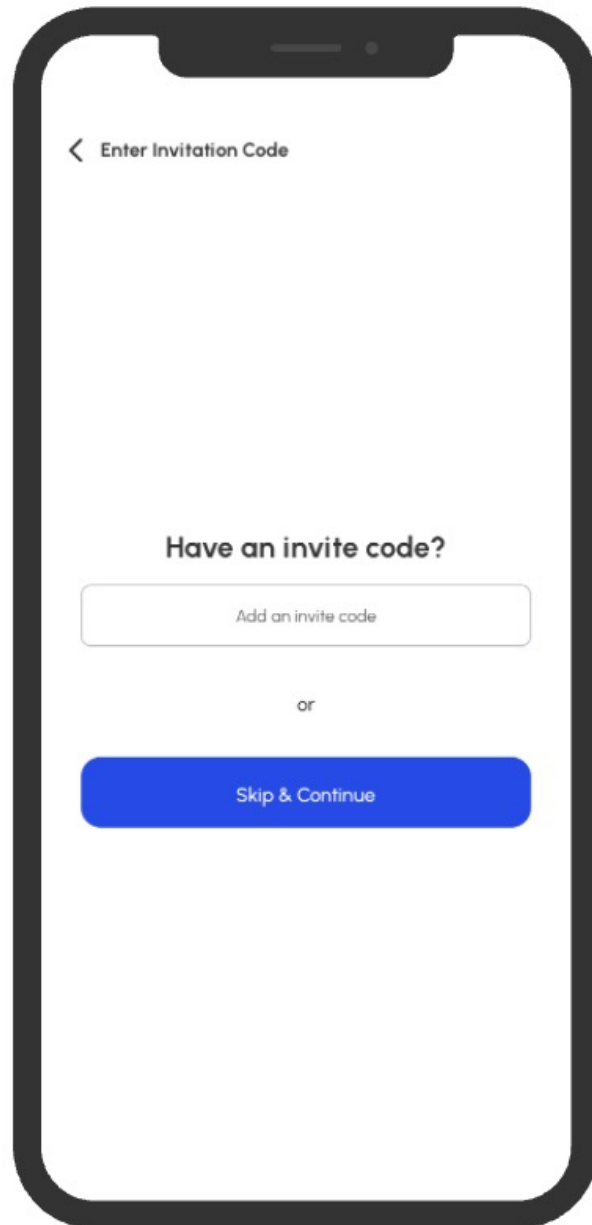 Enter Invitation Code
Have an invite code?
Add an invite code
or
Skip & Continue